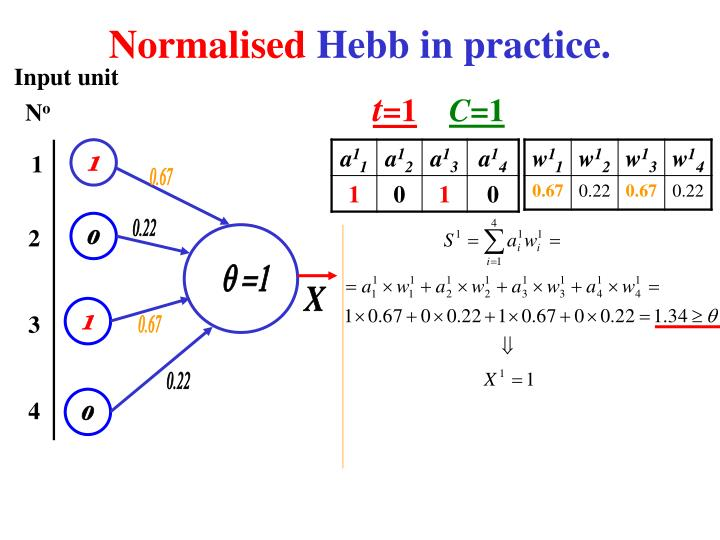 Normalised Hebb in practice.
Input unit
Nº
t=1 C=1
a¹₁ a¹₂ a¹₃ a¹₄ w¹₁ w¹₂ w¹₃ w¹₄
1 0 1 0 0.67 0.22 0.67 0.22
1 1 0.67
2 0 0.22
θ=1
X
3 1 0.67
4 0 0.22
S¹ = ∑⁴ᵢ₌₁ a¹ᵢw¹ᵢ =
= a¹₁ × w¹₁ + a¹₂ × w¹₂ + a¹₃ × w¹₃ + a¹₄ × w¹₄ =
1×0.67+0×0.22+1×0.67+0×0.22=1.34≥θ
⇓
X¹ = 1